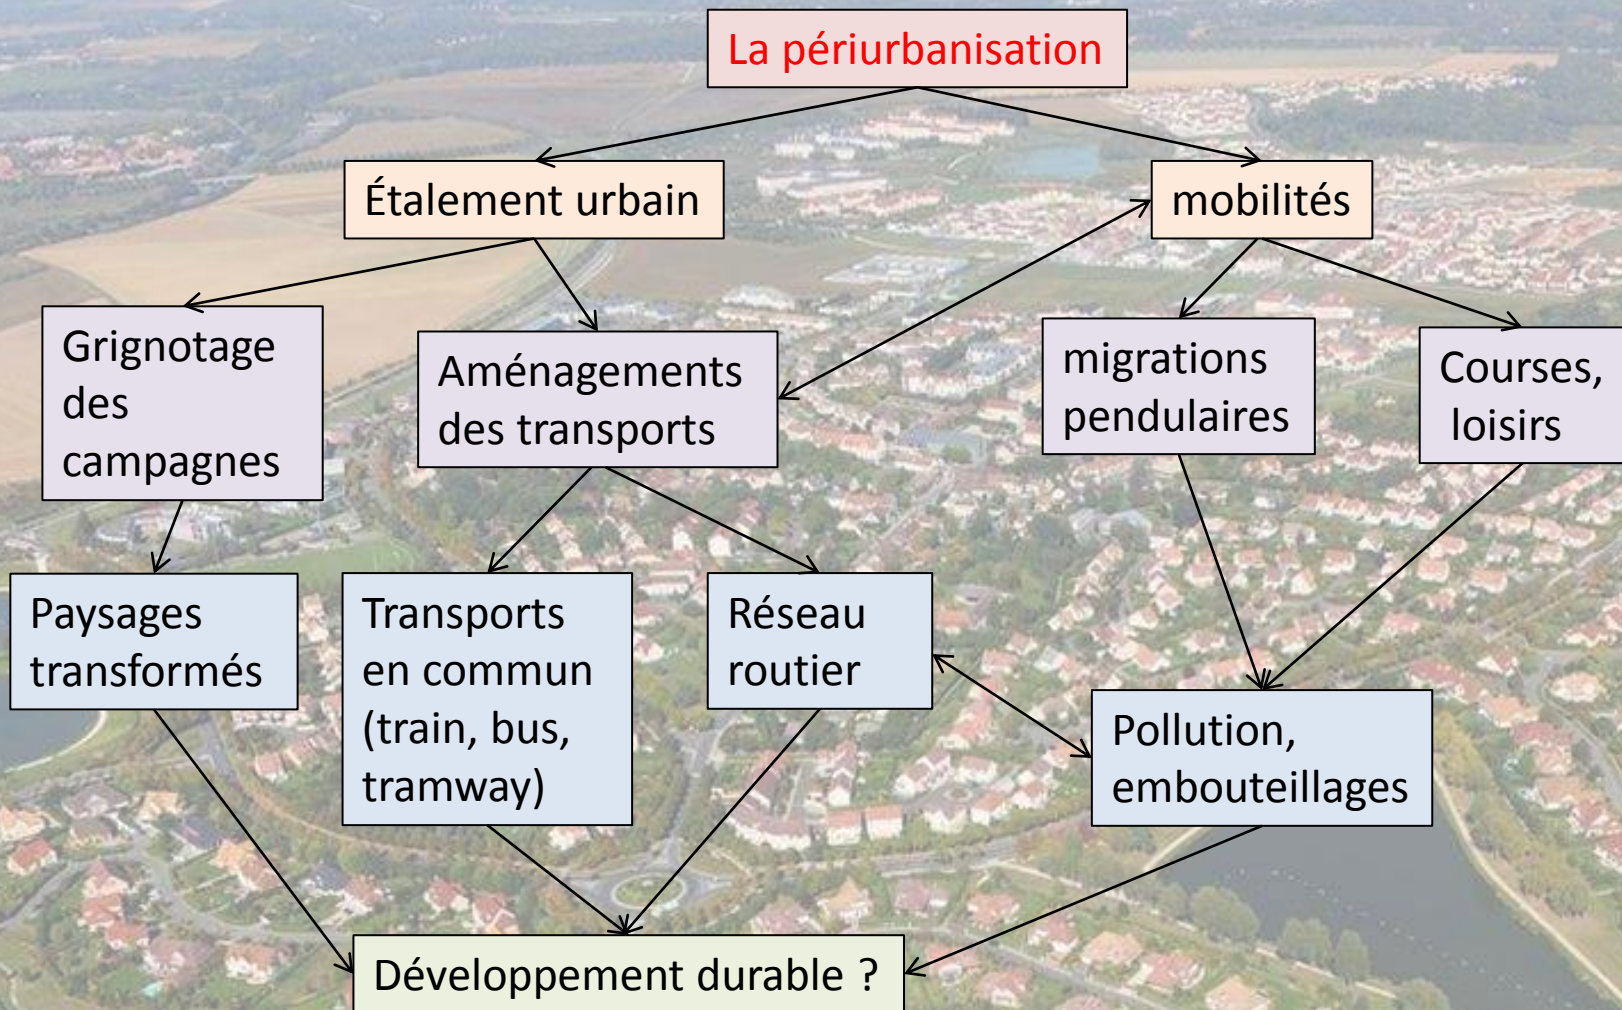 La périurbanisation
Étalement urbain
mobilités
Grignotage
des
campagnes
Aménagements
des transports
migrations
pendulaires
Courses,
loisirs
Paysages
transformés
Transports
en commun
(train, bus,
tramway)
Réseau
routier
Pollution,
embouteillages
Développement durable ?